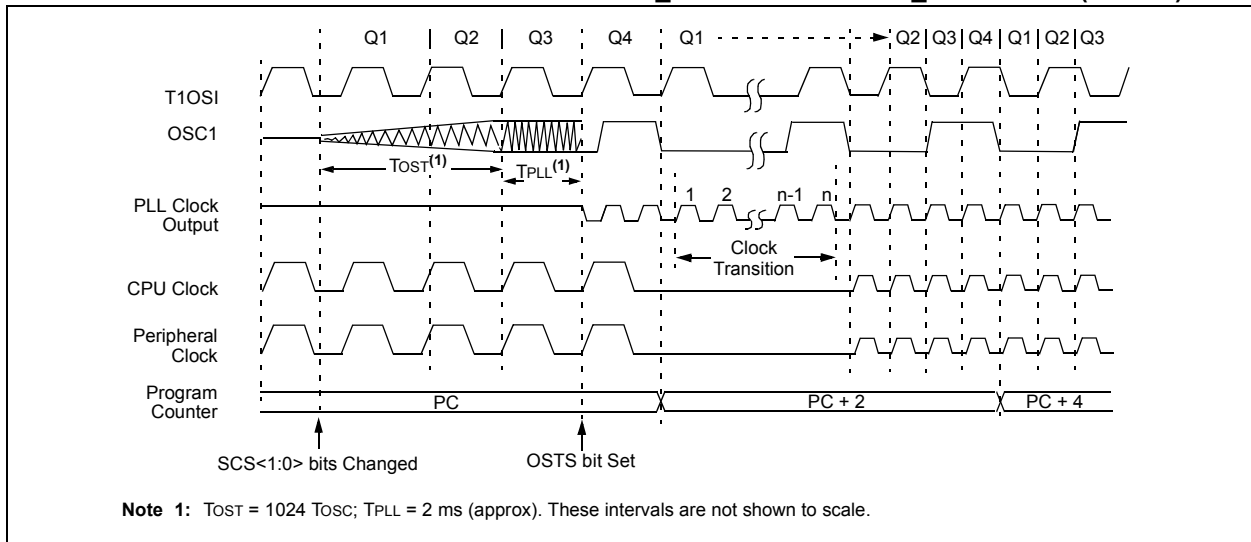 Q1 Q2 Q3 Q4 Q1 Q2 Q3 Q4 Q1 Q2 Q3
T1OSI
OSC1
TOST(1)
TPLL(1)
1 2 n-1 n
PLL Clock
Output
Clock
Transition
CPU Clock
Peripheral
Clock
Program
Counter
PC PC + 2 PC + 4
SCS<1:0> bits Changed OSTS bit Set
Note 1: TOST = 1024 TOSC; TPLL = 2 ms (approx). These intervals are not shown to scale.